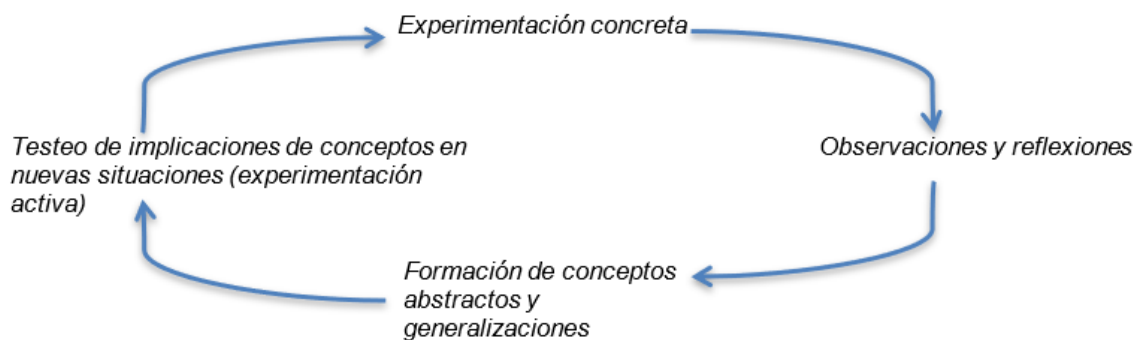 Experimentación concreta
Testeo de implicaciones de conceptos en
nuevas situaciones (experimentación
activa)
Observaciones y reflexiones
Formación de conceptos
abstractos y
generalizaciones